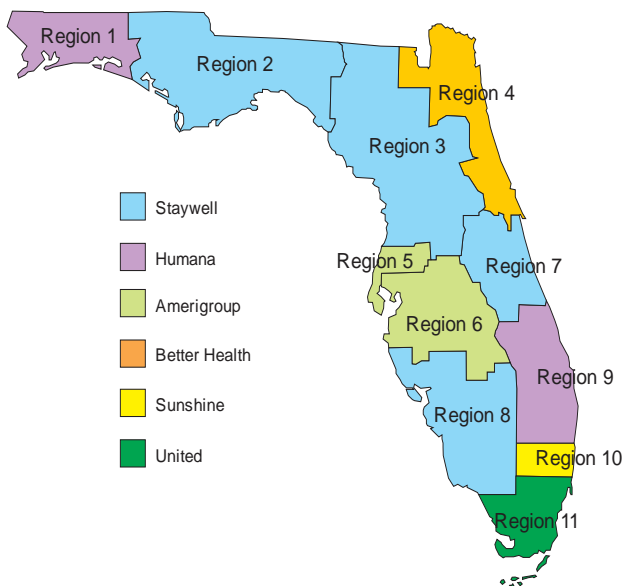 Region 1
Region 2
Region 4
Region 3
Staywell
Humana
Region 5
Region 7
Amerigroup
Region 6
Better Health
Region 9
Sunshine
Region 8
United
Region 10
Region 11